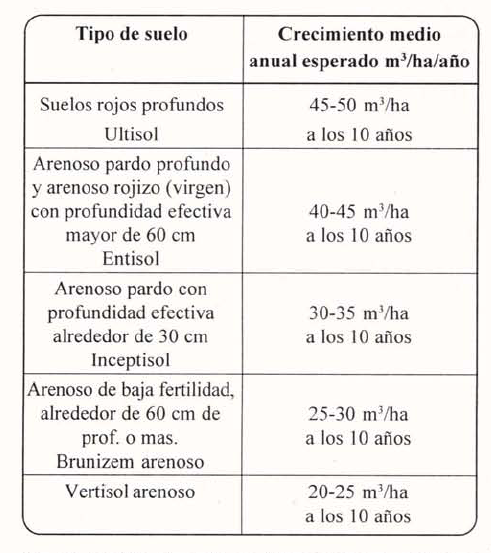 Tipo de suelo
Crecimiento medio
anual esperado m³/ha/año
Suelos rojos profundos
Ultisol
45-50 m³/ha
a los 10 años
Arenoso pardo profundo
y arenoso rojizo (virgen)
con profundidad efectiva
mayor de 60 cm
Entisol
40-45 m³/ha
a los 10 años
Arenoso pardo con
profundidad efectiva
alrededor de 30 cm
Inceptisol
30-35 m³/ha
a los 10 años
Arenoso de baja fertilidad,
alrededor de 60 cm de
prof. o mas.
Brunizem arenoso
25-30 m³/ha
a los 10 años
Vertisol arenoso
20-25 m³/ha
a los 10 años